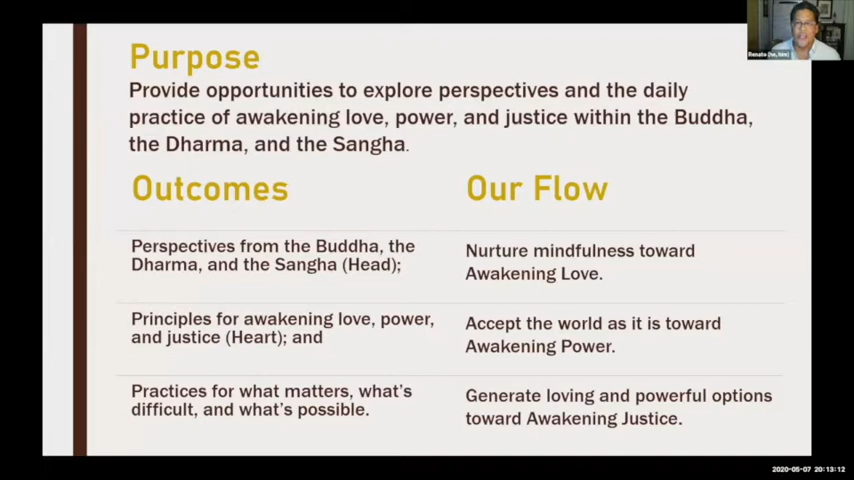 Purpose
Provide opportunities to explore perspectives and the daily
practice of awakening love, power, and justice within the Buddha,
the Dharma, and the Sangha.
Outcomes
Perspectives from the Buddha, the
Dharma, and the Sangha (Head);
Principles for awakening love, power,
and justice (Heart); and
Practices for what matters, what's
difficult, and what's possible.
Our Flow
Nurture mindfulness toward
Awakening Love.
Accept the world as it is toward
Awakening Power.
Generate loving and powerful options
toward Awakening Justice.
Renato (he, him)
2020-05-07 20:13:12